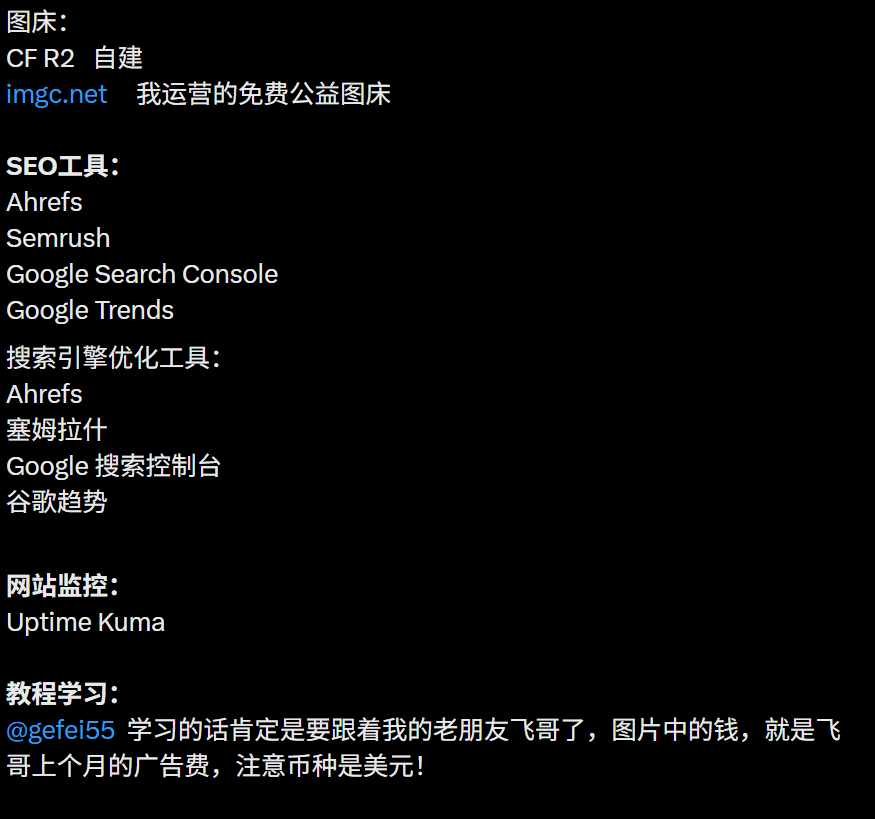 图床：
CF R2   自建
imgc.net    我运营的免费公益图床
SEO工具：
Ahrefs
Semrush
Google Search Console
Google Trends
搜索引擎优化工具：
Ahrefs
塞姆拉什
Google 搜索控制台
谷歌趋势
网站监控：
Uptime Kuma
教程学习：
@gefei55  学习的话肯定是要跟着我的老朋友飞哥了，图片中的钱，就是飞
哥上个月的广告费，注意币种是美元！